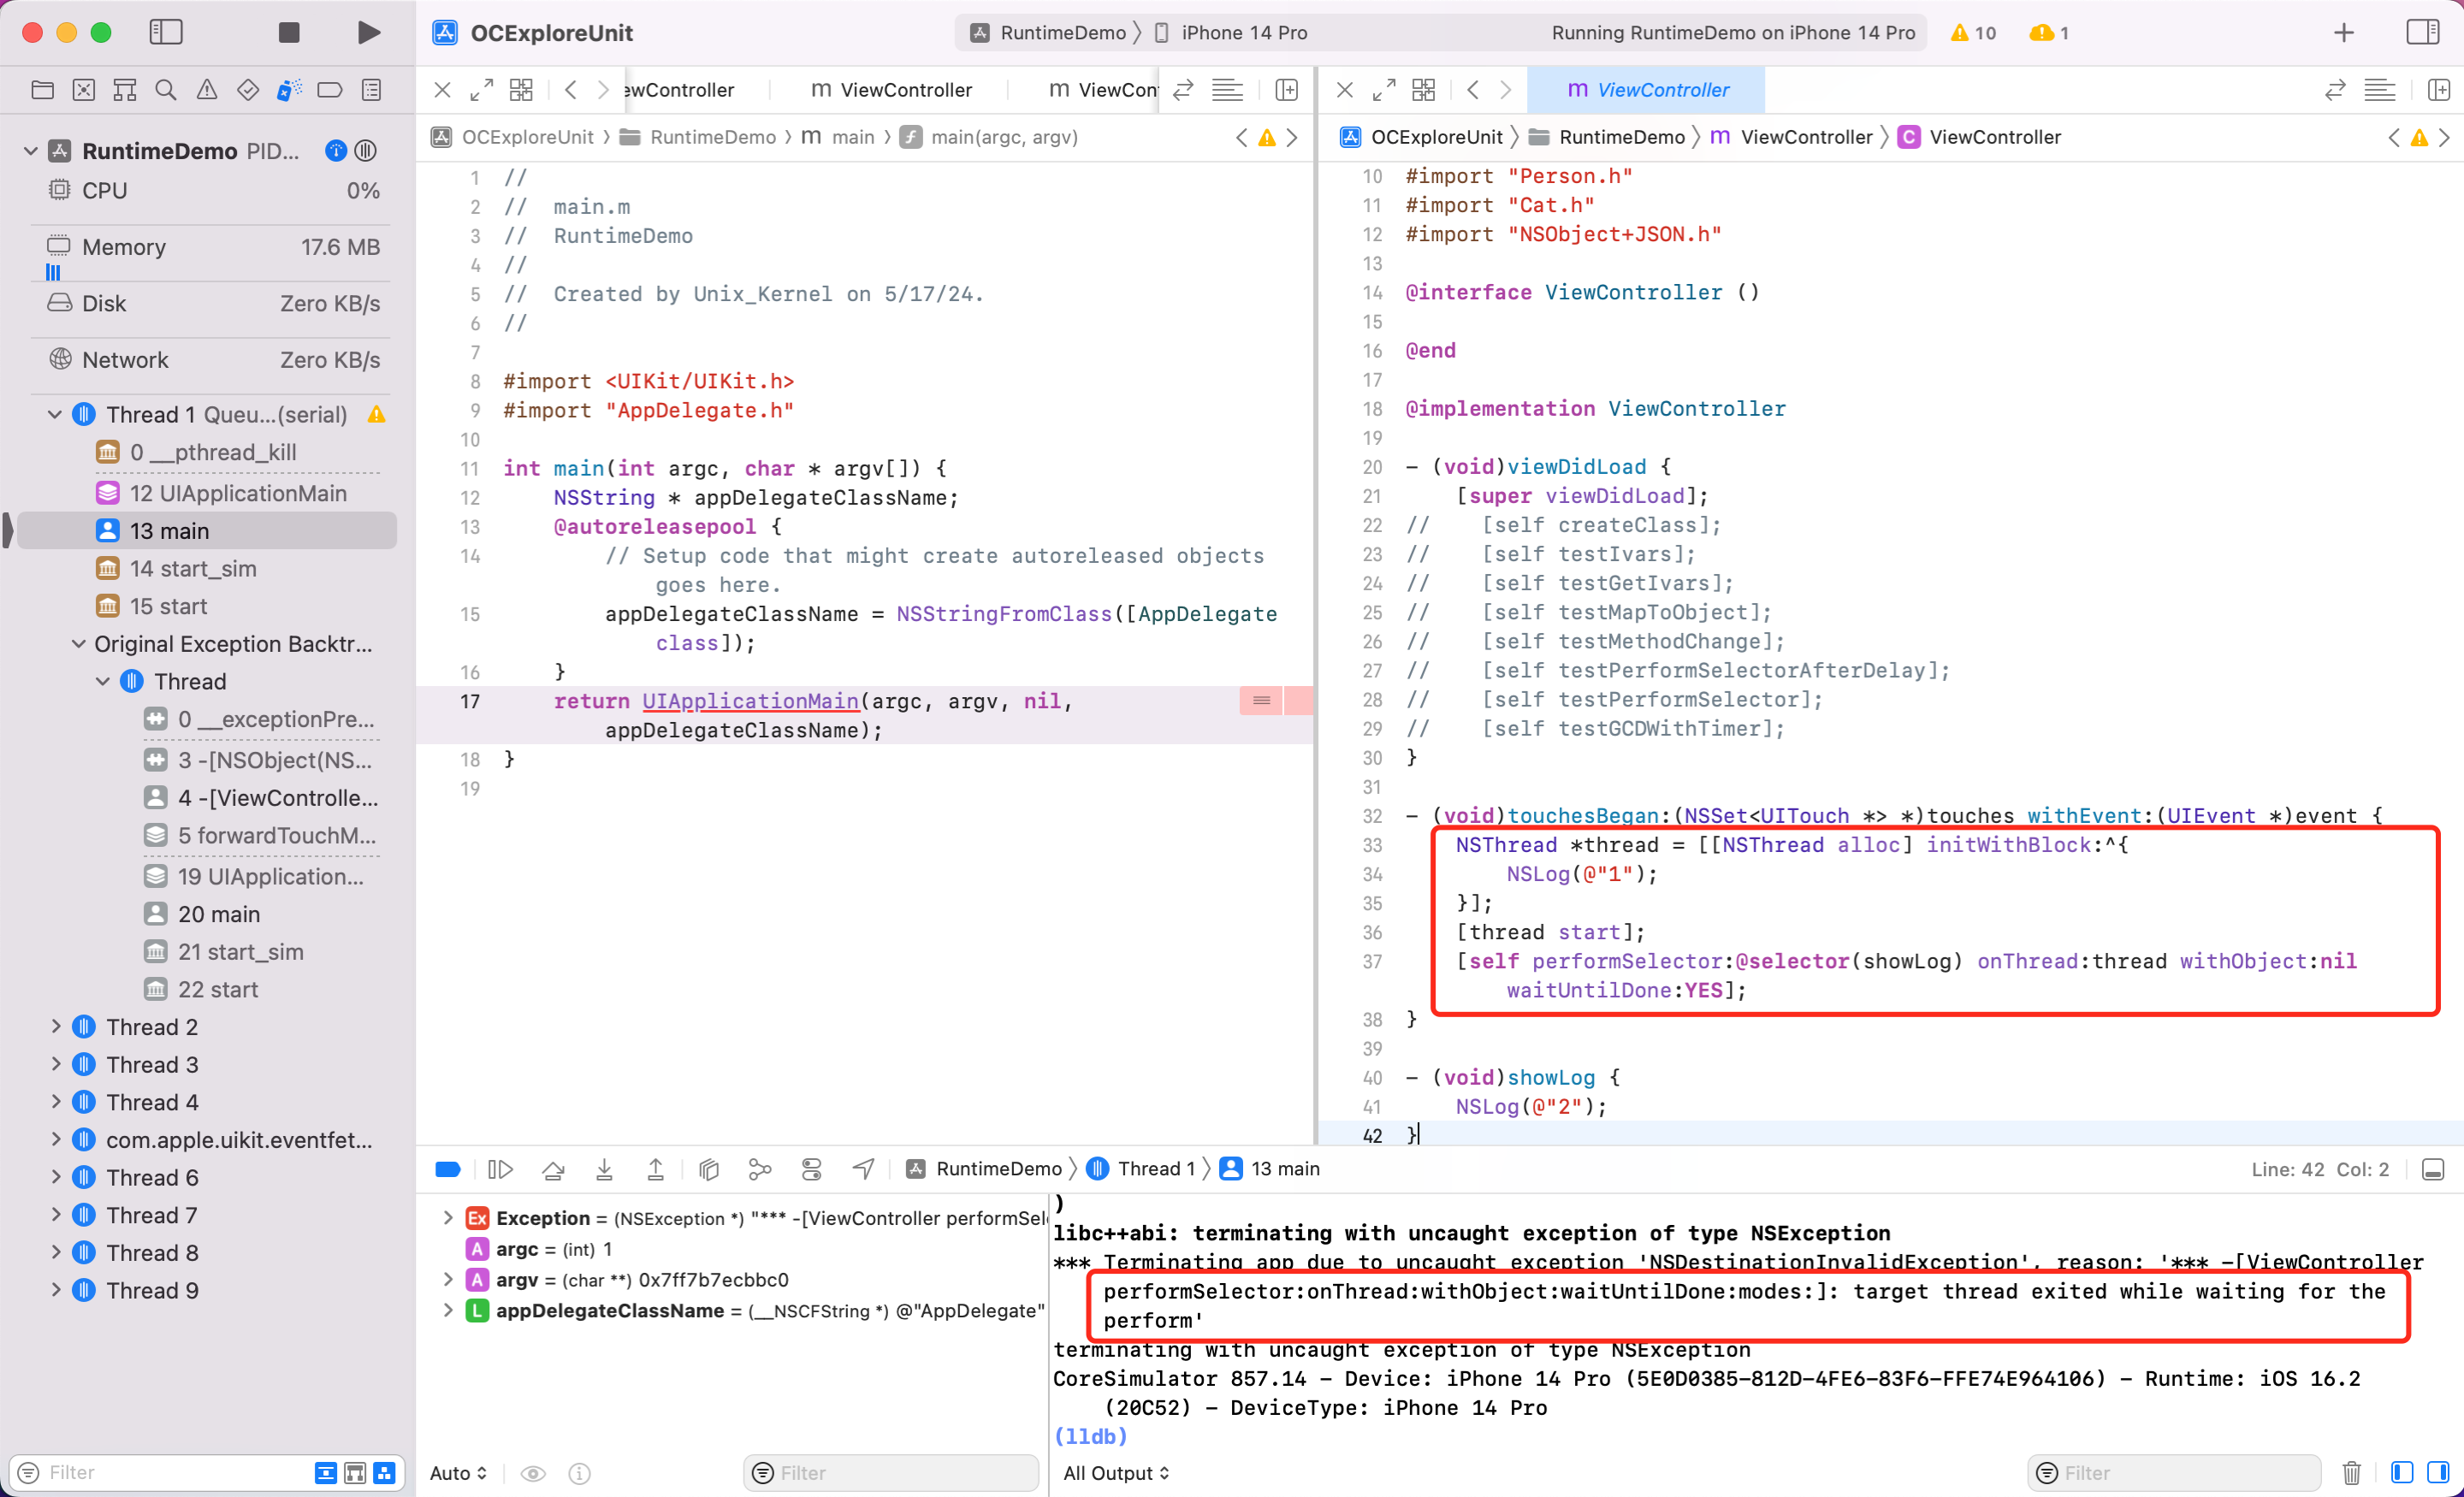 OCExploreUnit
RuntimeDemo 〉 iPhone 14 Pro
Running RuntimeDemo on iPhone 14 Pro
10
1
RuntimeDemo PID...
CPU 0%
Memory 17.6 MB
Disk Zero KB/s
Network Zero KB/s
Thread 1 Queu...(serial)
0 __pthread_kill
12 UIApplicationMain
13 main
14 start_sim
15 start
Original Exception Backtr...
Thread
0 __exceptionPre...
3 -[NSObject(NS...
4 -[ViewControlle...
5 forwardTouchM...
19 UIApplication...
20 main
21 start_sim
22 start
Thread 2
Thread 3
Thread 4
com.apple.uikit.eventfet...
Thread 6
Thread 7
Thread 8
Thread 9
Filter
ewController
m ViewController
m ViewCon
OCExploreUnit 〉 RuntimeDemo 〉 m main 〉 f main(argc, argv)
1 //
2 //  main.m
3 //  RuntimeDemo
4 //
5 //  Created by Unix_Kernel on 5/17/24.
6 //
7
8 #import <UIKit/UIKit.h>
9 #import "AppDelegate.h"
10
11 int main(int argc, char * argv[]) {
12     NSString * appDelegateClassName;
13     @autoreleasepool {
14         // Setup code that might create autoreleased objects
goes here.
15         appDelegateClassName = NSStringFromClass([AppDelegate
class]);
16     }
17     return UIApplicationMain(argc, argv, nil,
appDelegateClassName);
18 }
19
m ViewController
OCExploreUnit 〉 RuntimeDemo 〉 m ViewController 〉 C ViewController
10 #import "Person.h"
11 #import "Cat.h"
12 #import "NSObject+JSON.h"
13
14 @interface ViewController ()
15
16 @end
17
18 @implementation ViewController
19
20 - (void)viewDidLoad {
21     [super viewDidLoad];
22 //    [self createClass];
23 //    [self testIvars];
24 //    [self testGetIvars];
25 //    [self testMapToObject];
26 //    [self testMethodChange];
27 //    [self testPerformSelectorAfterDelay];
28 //    [self testPerformSelector];
29 //    [self testGCDWithTimer];
30 }
31
32 - (void)touchesBegan:(NSSet<UITouch *> *)touches withEvent:(UIEvent *)event {
33     NSThread *thread = [[NSThread alloc] initWithBlock:^{
34         NSLog(@"1");
35     }];
36     [thread start];
37     [self performSelector:@selector(showLog) onThread:thread withObject:nil
waitUntilDone:YES];
38 }
39
40 - (void)showLog {
41     NSLog(@"2");
42 }
RuntimeDemo 〉 Thread 1 〉 13 main
Line: 42 Col: 2
Ex Exception = (NSException *) "*** -[ViewController performSel
A argc = (int) 1
A argv = (char **) 0x7ff7b7ecbbc0
L appDelegateClassName = (__NSCFString *) @"AppDelegate"
Auto
Filter
)
libc++abi: terminating with uncaught exception of type NSException
*** Terminating app due to uncaught exception 'NSDestinationInvalidException', reason: '*** -[ViewController
performSelector:onThread:withObject:waitUntilDone:modes:]: target thread exited while waiting for the
perform'
terminating with uncaught exception of type NSException
CoreSimulator 857.14 - Device: iPhone 14 Pro (5E0D0385-812D-4FE6-83F6-FFE74E964106) - Runtime: iOS 16.2
(20C52) - DeviceType: iPhone 14 Pro
(lldb)
All Output
Filter